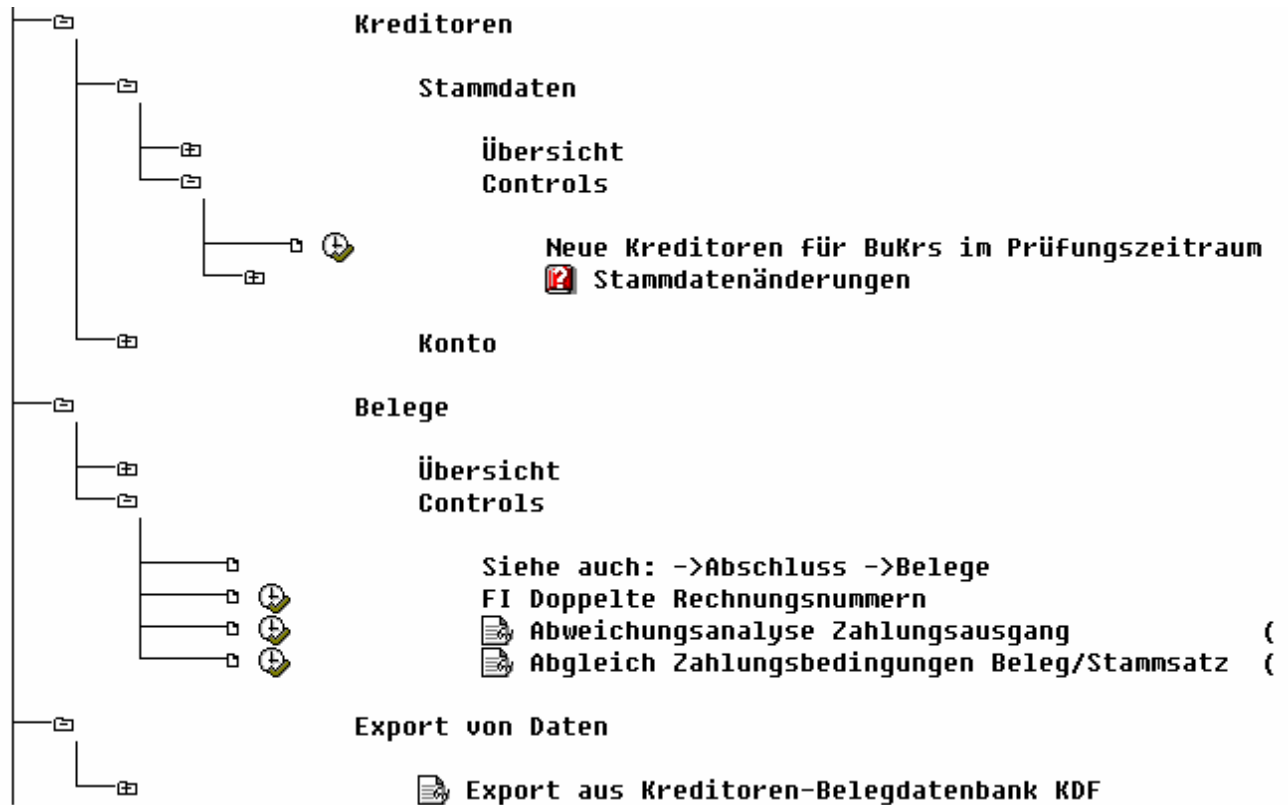 Kreditoren
Stammdaten
Übersicht
Controls
Neue Kreditoren für BuKrs im Prüfungszeitraum
Stammdatenänderungen
Konto
Belege
Übersicht
Controls
Siehe auch: ->Abschluss ->Belege
FI Doppelte Rechnungsnummern
Abweichungsanalyse Zahlungsausgang (
Abgleich Zahlungsbedingungen Beleg/Stammsatz (
Export von Daten
Export aus Kreditoren-Belegdatenbank KDF